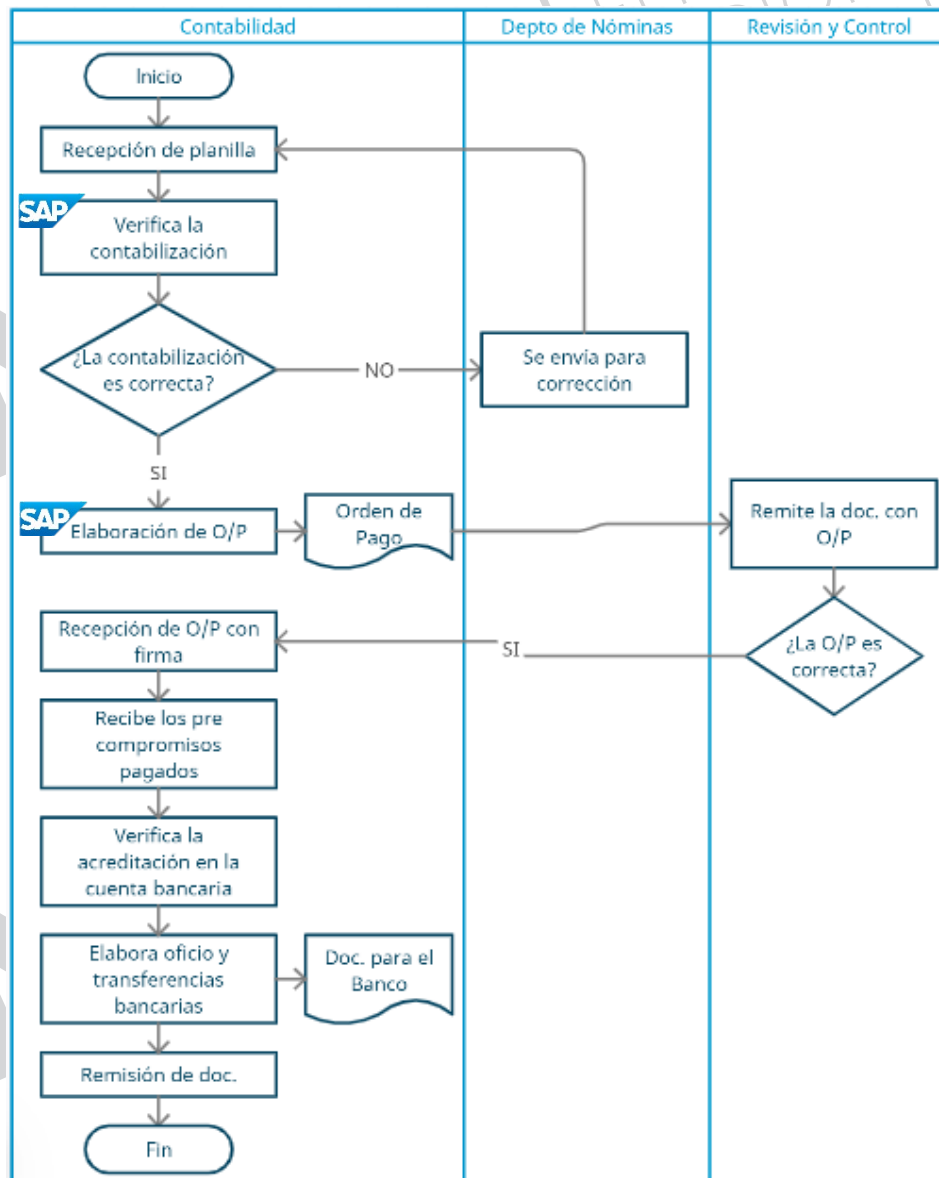 Contabilidad
Depto de Nóminas
Revisión y Control
Inicio
Recepción de planilla
SAP
Verifica la
contabilización
¿La contabilización
es correcta?
NO
Se envía para
corrección
SI
SAP
Elaboración de O/P
Orden de
Pago
Remite la doc. con
O/P
¿La O/P es
correcta?
SI
Recepción de O/P con
firma
Recibe los pre
compromisos
pagados
Verifica la
acreditación en la
cuenta bancaria
Elabora oficio y
transferencias
bancarias
Doc. para el
Banco
Remisión de doc.
Fin